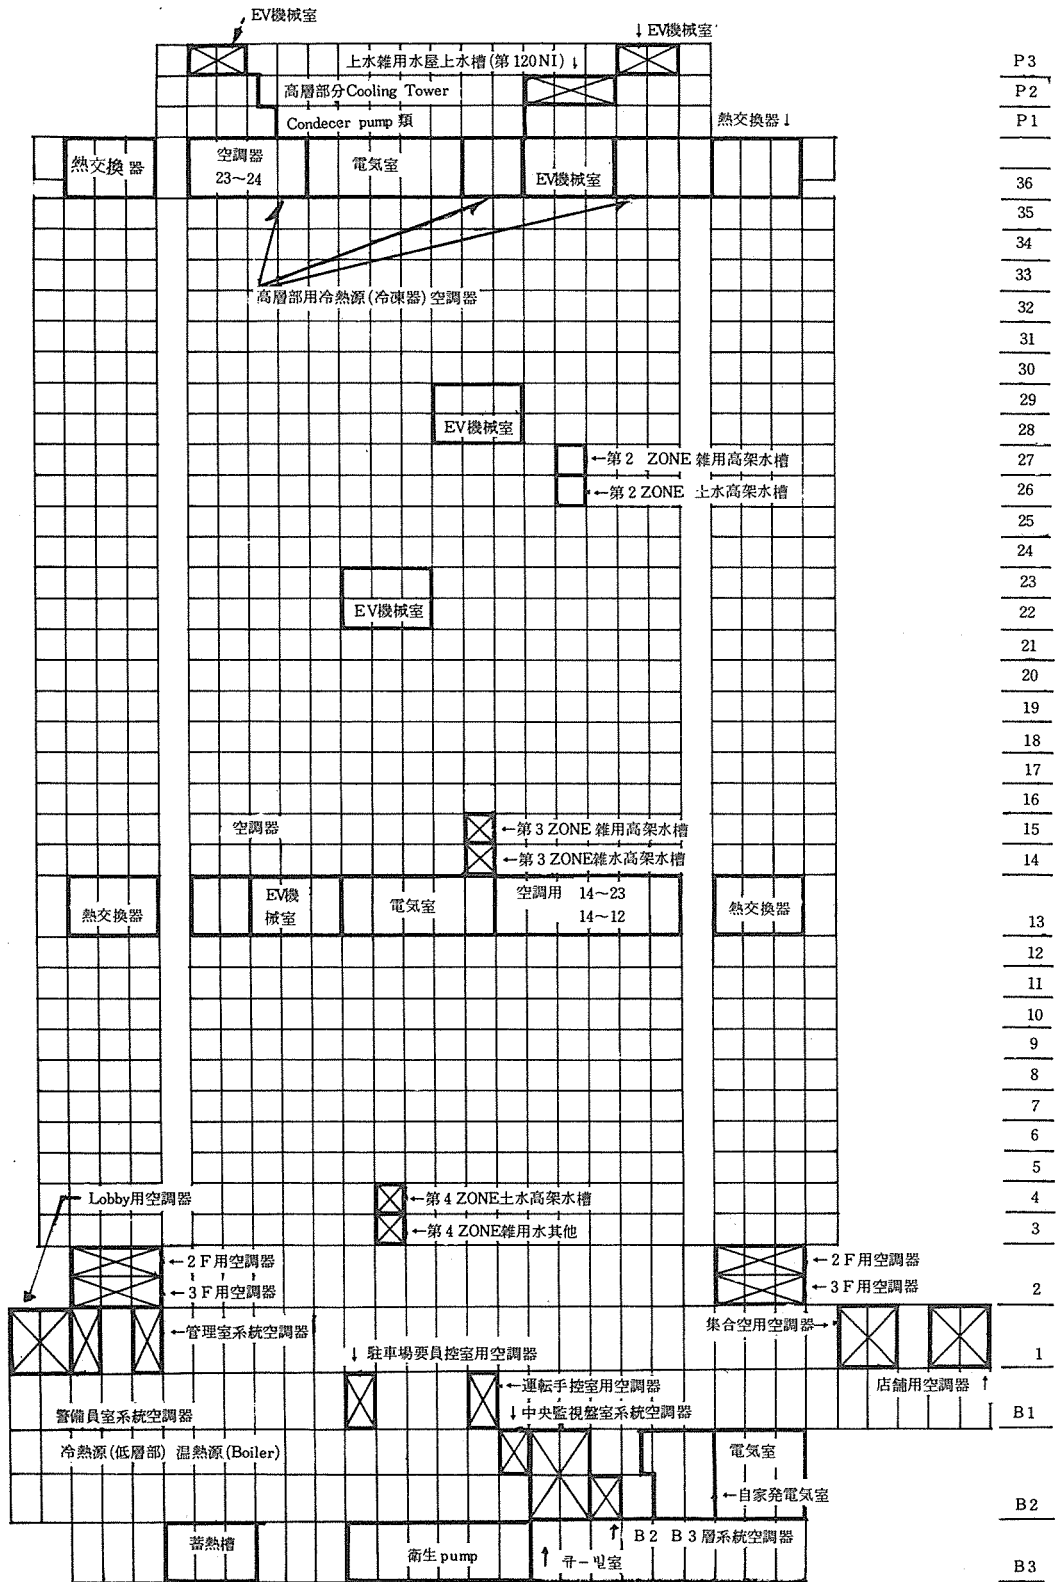 EV機械室
↓ EV機械室
P3
上水雑用水屋上水槽(第120NI) ↓
高層部分Cooling Tower
P2
Condecer pump 類
熱交換器↓
P1
熱交換器
空調器
23～24
電気室
EV機械室
36
35
34
33
高層部用冷熱源(冷凍器)空調器
32
31
30
29
EV機械室
28
←第2 ZONE 雑用高架水槽
27
←第2 ZONE 上水高架水槽
26
25
24
23
EV機械室
22
21
20
19
18
17
16
空調器
←第3 ZONE 雑用高架水槽
15
←第3 ZONE雑水高架水槽
14
熱交換器
EV機
械室
電気室
空調用 14～23
14～12
熱交換器
13
12
11
10
9
8
7
6
5
Lobby用空調器
←第4 ZONE土水高架水槽
4
←第4 ZONE雑用水其他
3
←2F用空調器
←2F用空調器
←3F用空調器
←3F用空調器
2
←管理室系統空調器
集合空用空調器→
1
↓ 駐車場要員控室用空調器
←運転手控室用空調器
店舗用空調器 ↑
警備員室系統空調器
↓中央監視盤室系統空調器
B1
冷熱源(低層部) 温熱源(Boiler)
電気室
←自家発電気室
B2
↑ B2 B3層系統空調器
蓄熱槽
衛生pump
↑ 큐ー빌室
B3